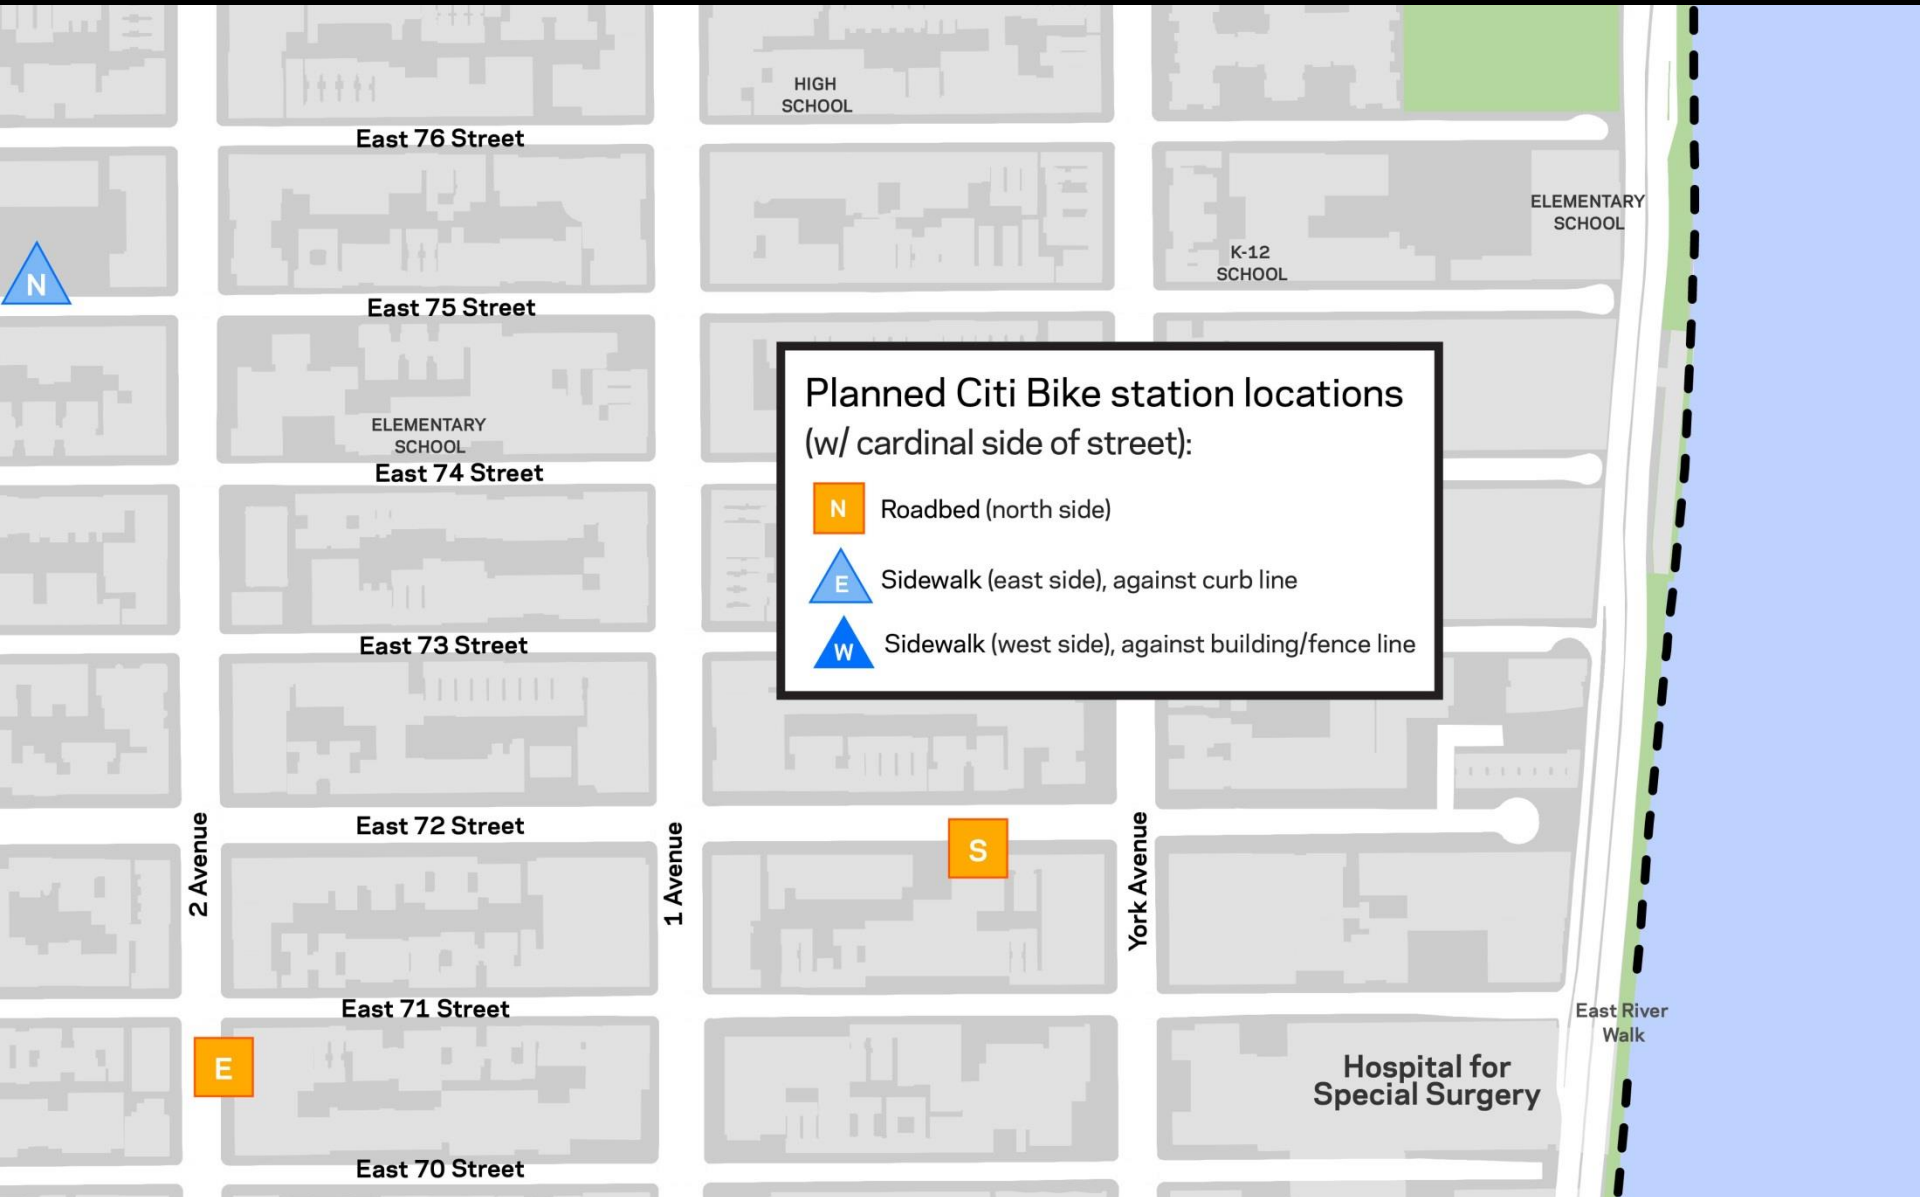 HIGH
SCHOOL
East 76 Street
ELEMENTARY
SCHOOL
K-12
SCHOOL
N
East 75 Street
Planned Citi Bike station locations
(w/ cardinal side of street):
N Roadbed (north side)
E Sidewalk (east side), against curb line
W Sidewalk (west side), against building/fence line
ELEMENTARY
SCHOOL
East 74 Street
East 73 Street
East 72 Street
2 Avenue
1 Avenue
York Avenue
S
East 71 Street
East River
Walk
E
Hospital for
Special Surgery
East 70 Street